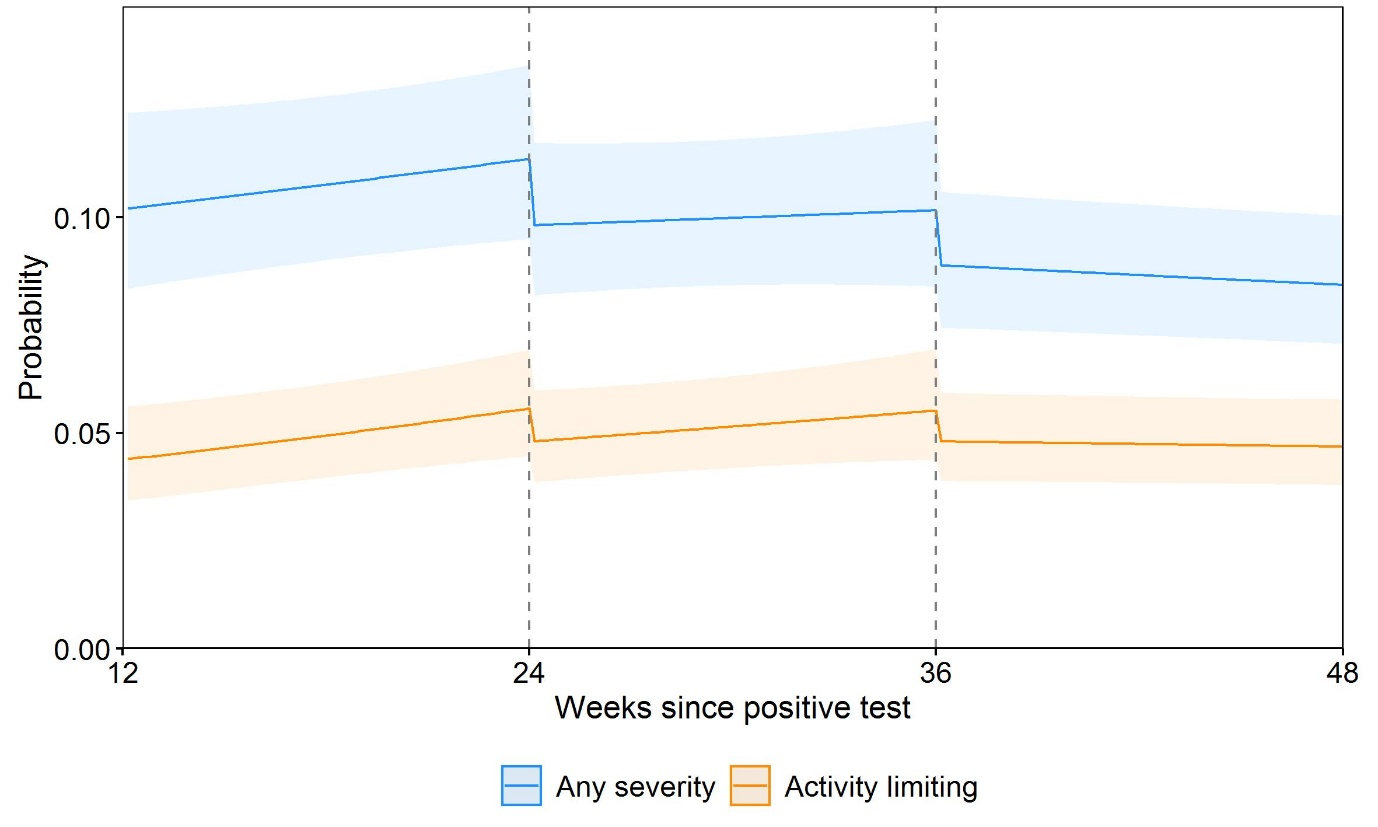 Probability
0.10
0.05
0.00
12 24 36 48
Weeks since positive test
Any severity Activity limiting